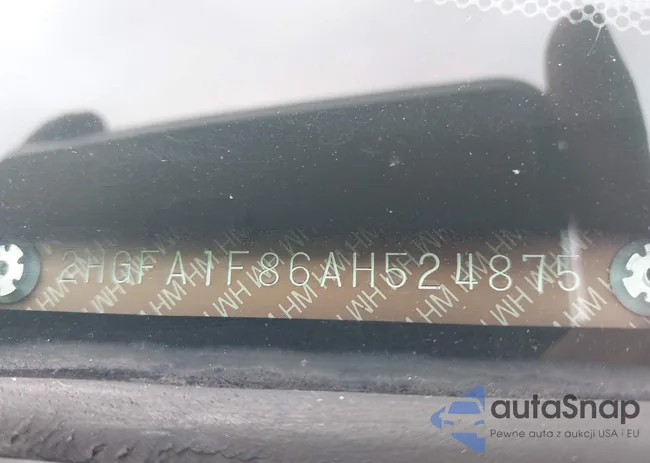 2HGFA1F86AH524875
autaSnap
Pewne auta z aukcji USA i EU